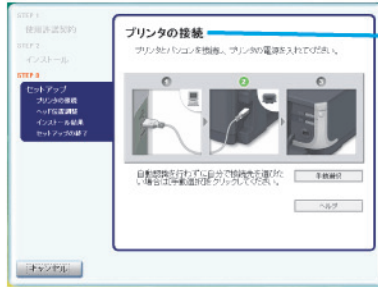 STEP 1
使用許諾契約
STEP 2
インストール
STEP 3
セットアップ
プリンタの接続
ヘッド位置調整
インストール結果
セットアップの終了
キャンセル
プリンタの接続
プリンタとパソコンを接続し、プリンタの電源を入れてください。
1
2
3
自動認識を行わずに自分で接続先を選びた
い場合は[手動選択]をクリックしてください。
手動選択
ヘルプ